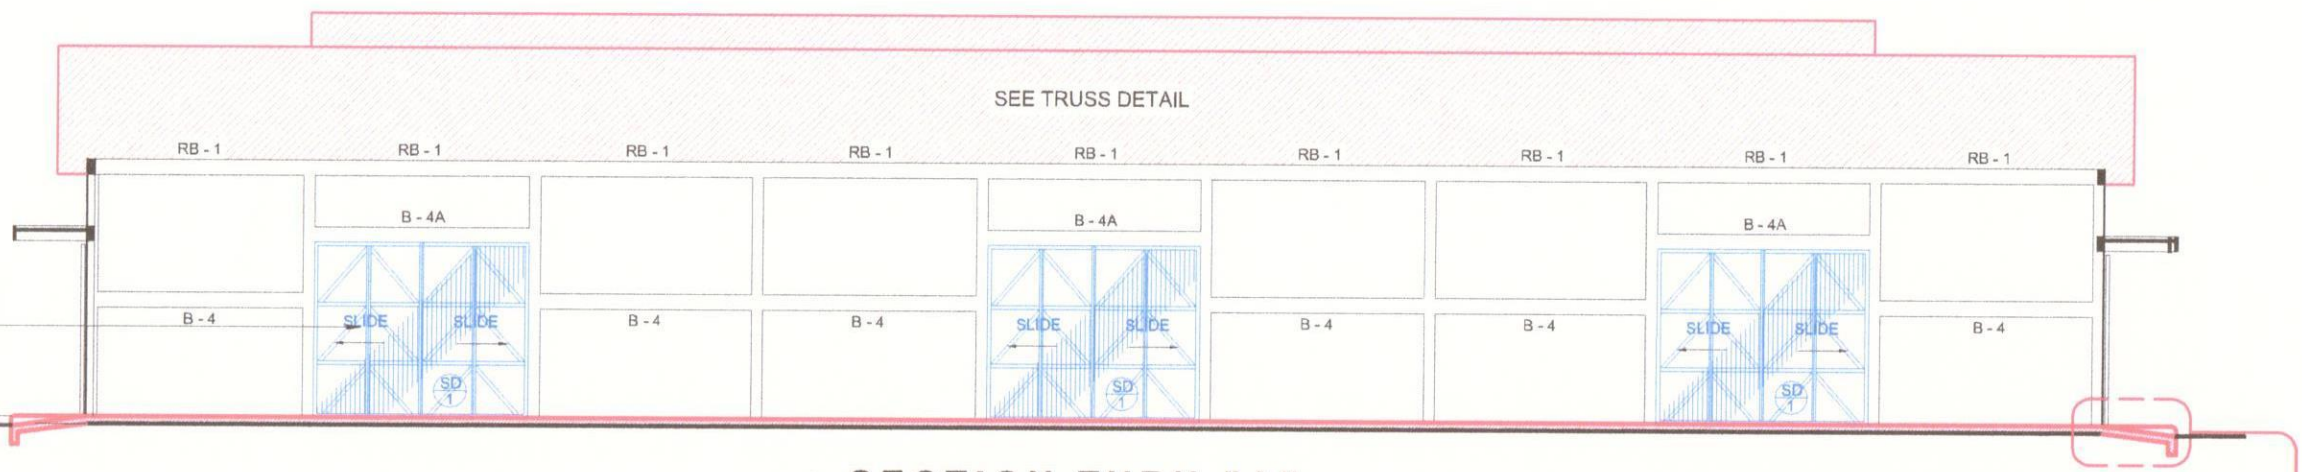 SEE TRUSS DETAIL
RB - 1 RB - 1 RB - 1 RB - 1 RB - 1 RB - 1 RB - 1 RB - 1 RB - 1
B - 4A B - 4A B - 4A
B - 4 SLIDE SLIDE B - 4 B - 4 SLIDE SLIDE B - 4 B - 4 SLIDE SLIDE B - 4
SD SD SD
1 1 1
SECTION THRU